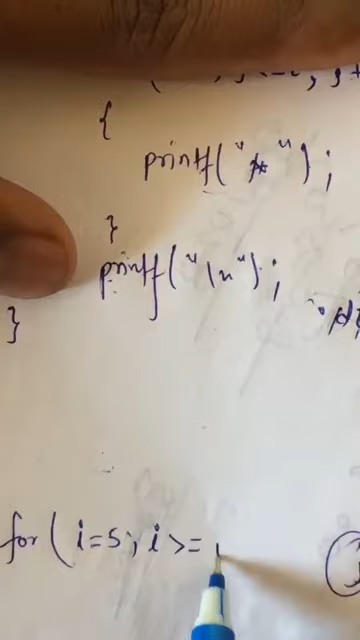 {
printf("*");
}
printf("\n");
}
for( i=5; i>=